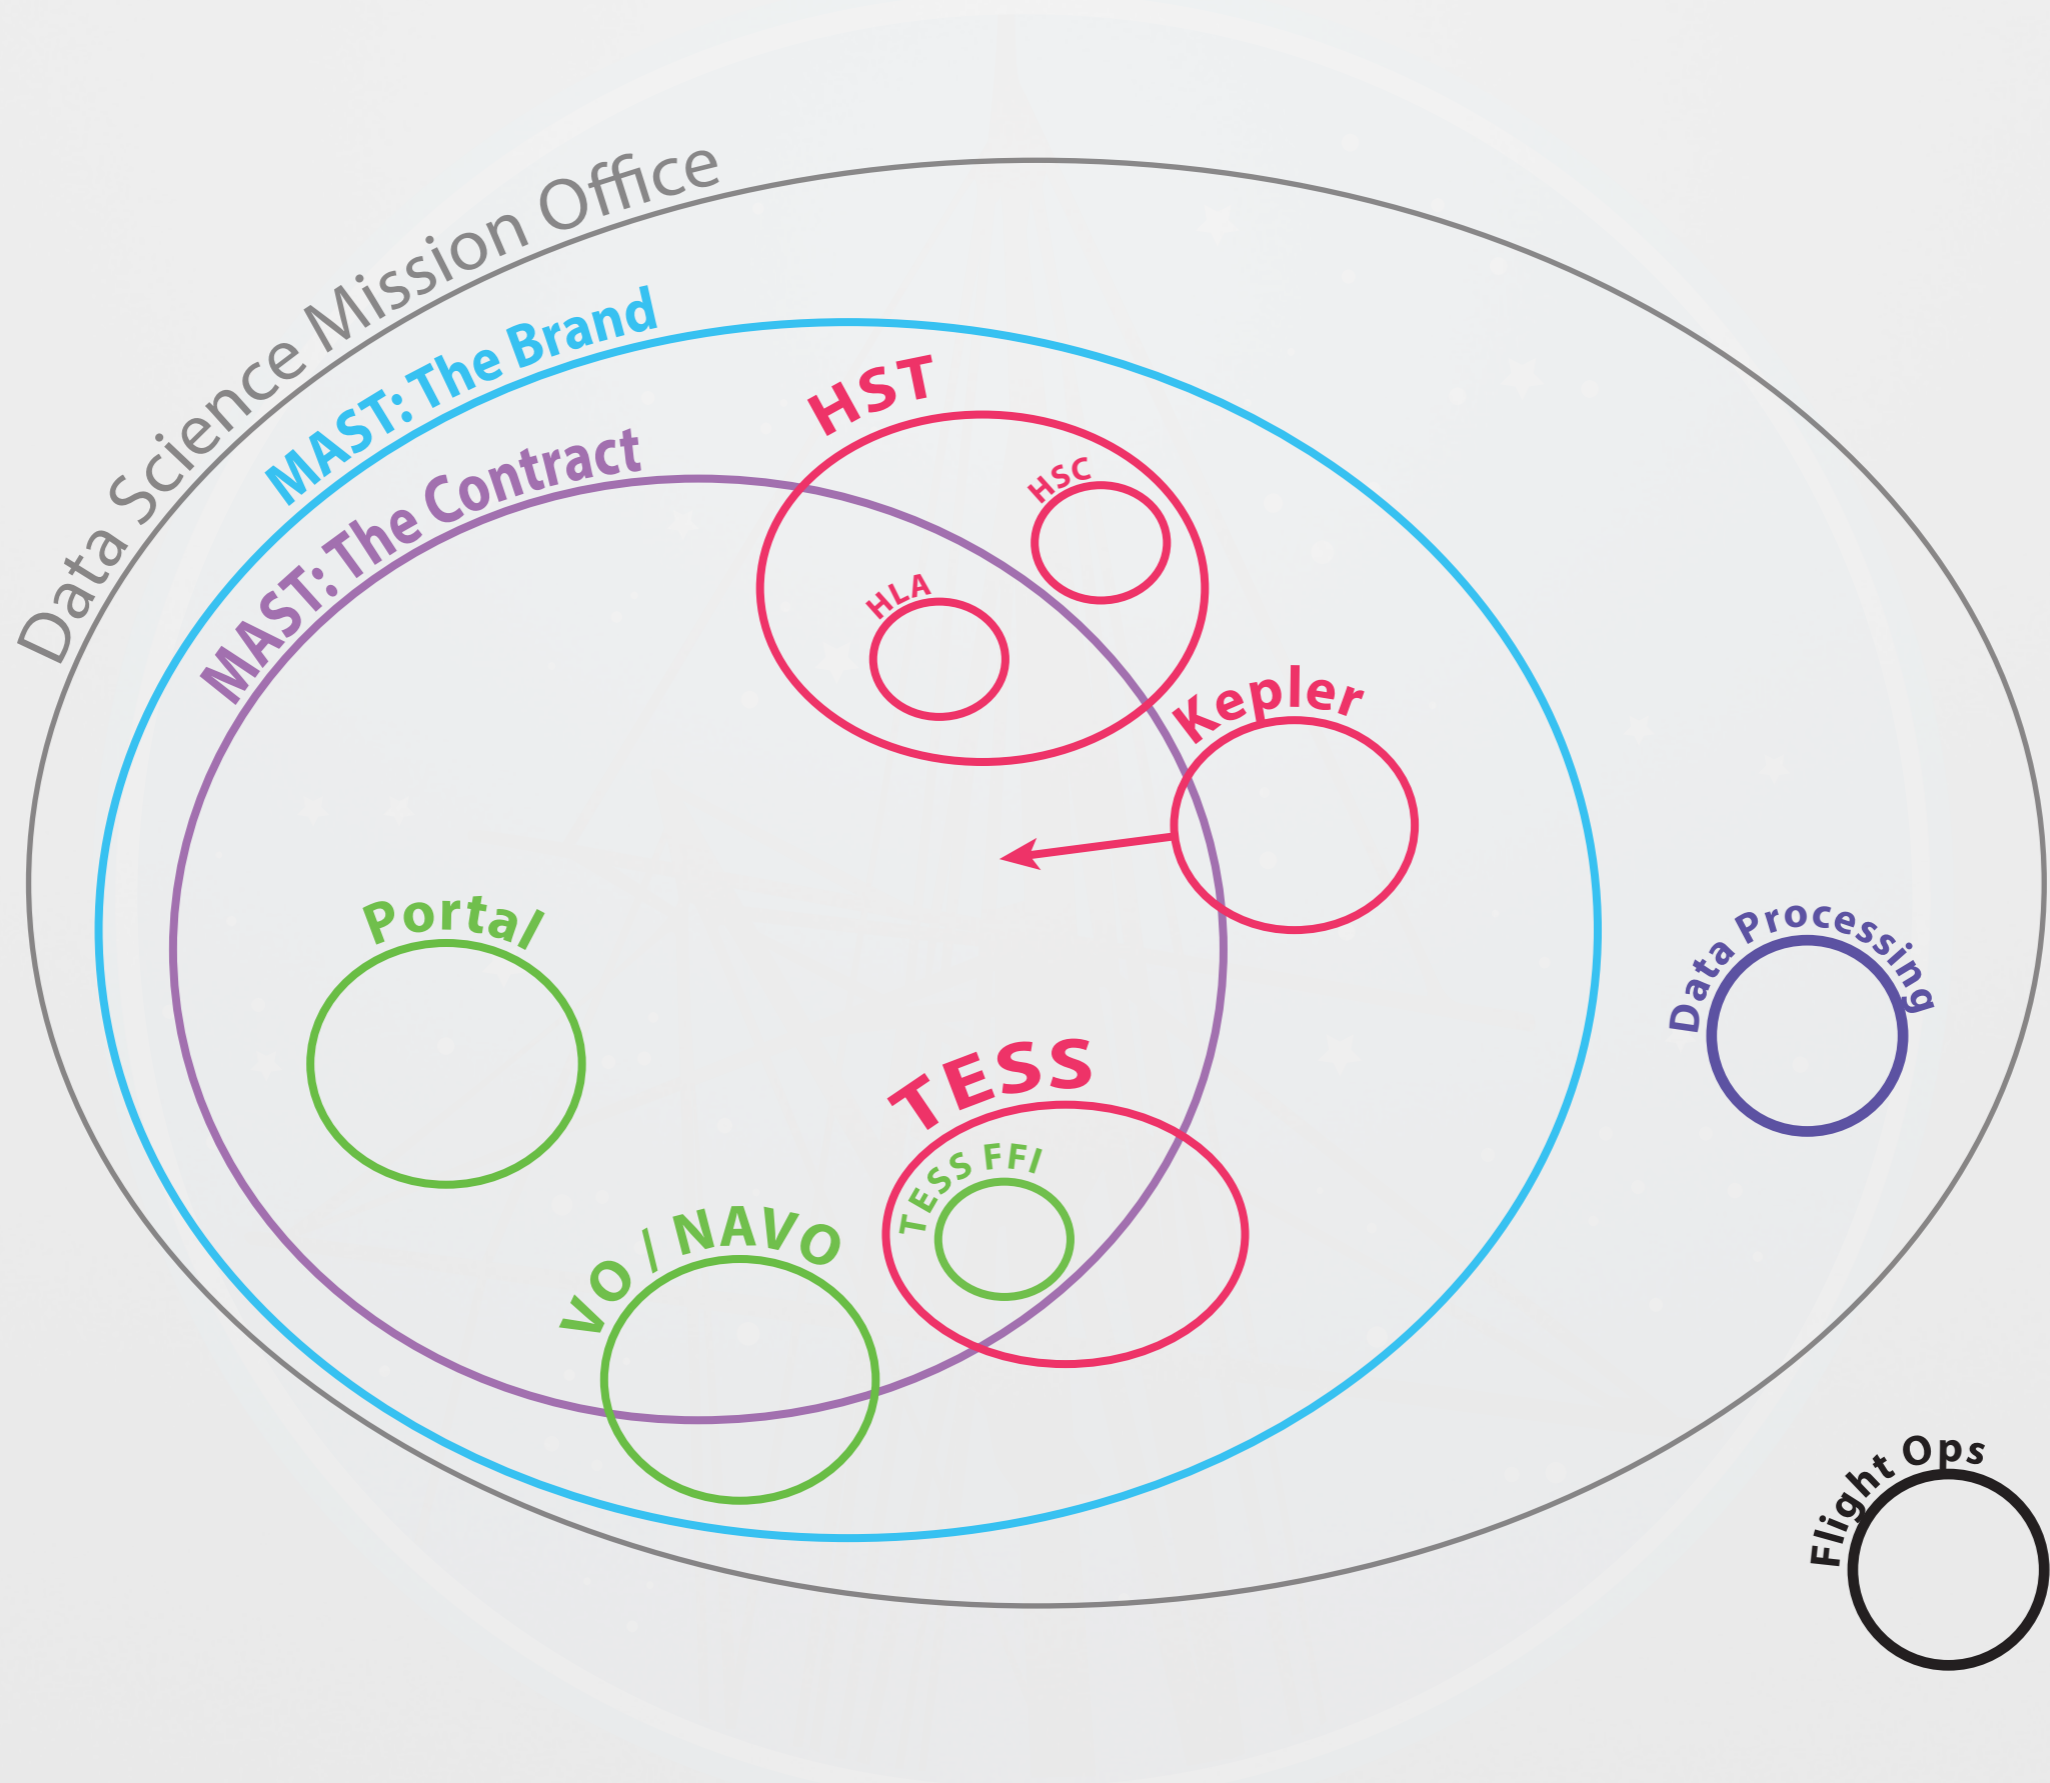 Data Science Mission Office
MAST: The Brand
MAST: The Contract
HST
HSC
HLA
Kepler
Portal
Data Processing
TESS
TESS FFI
VO / NAVO
Flight Ops